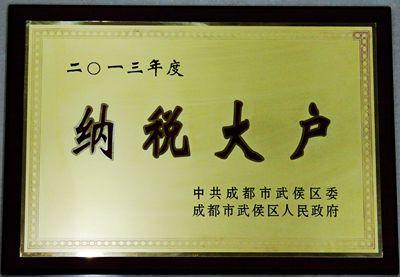 二〇一三年度
纳税大户
中共成都市武侯区委
成都市武侯区人民政府